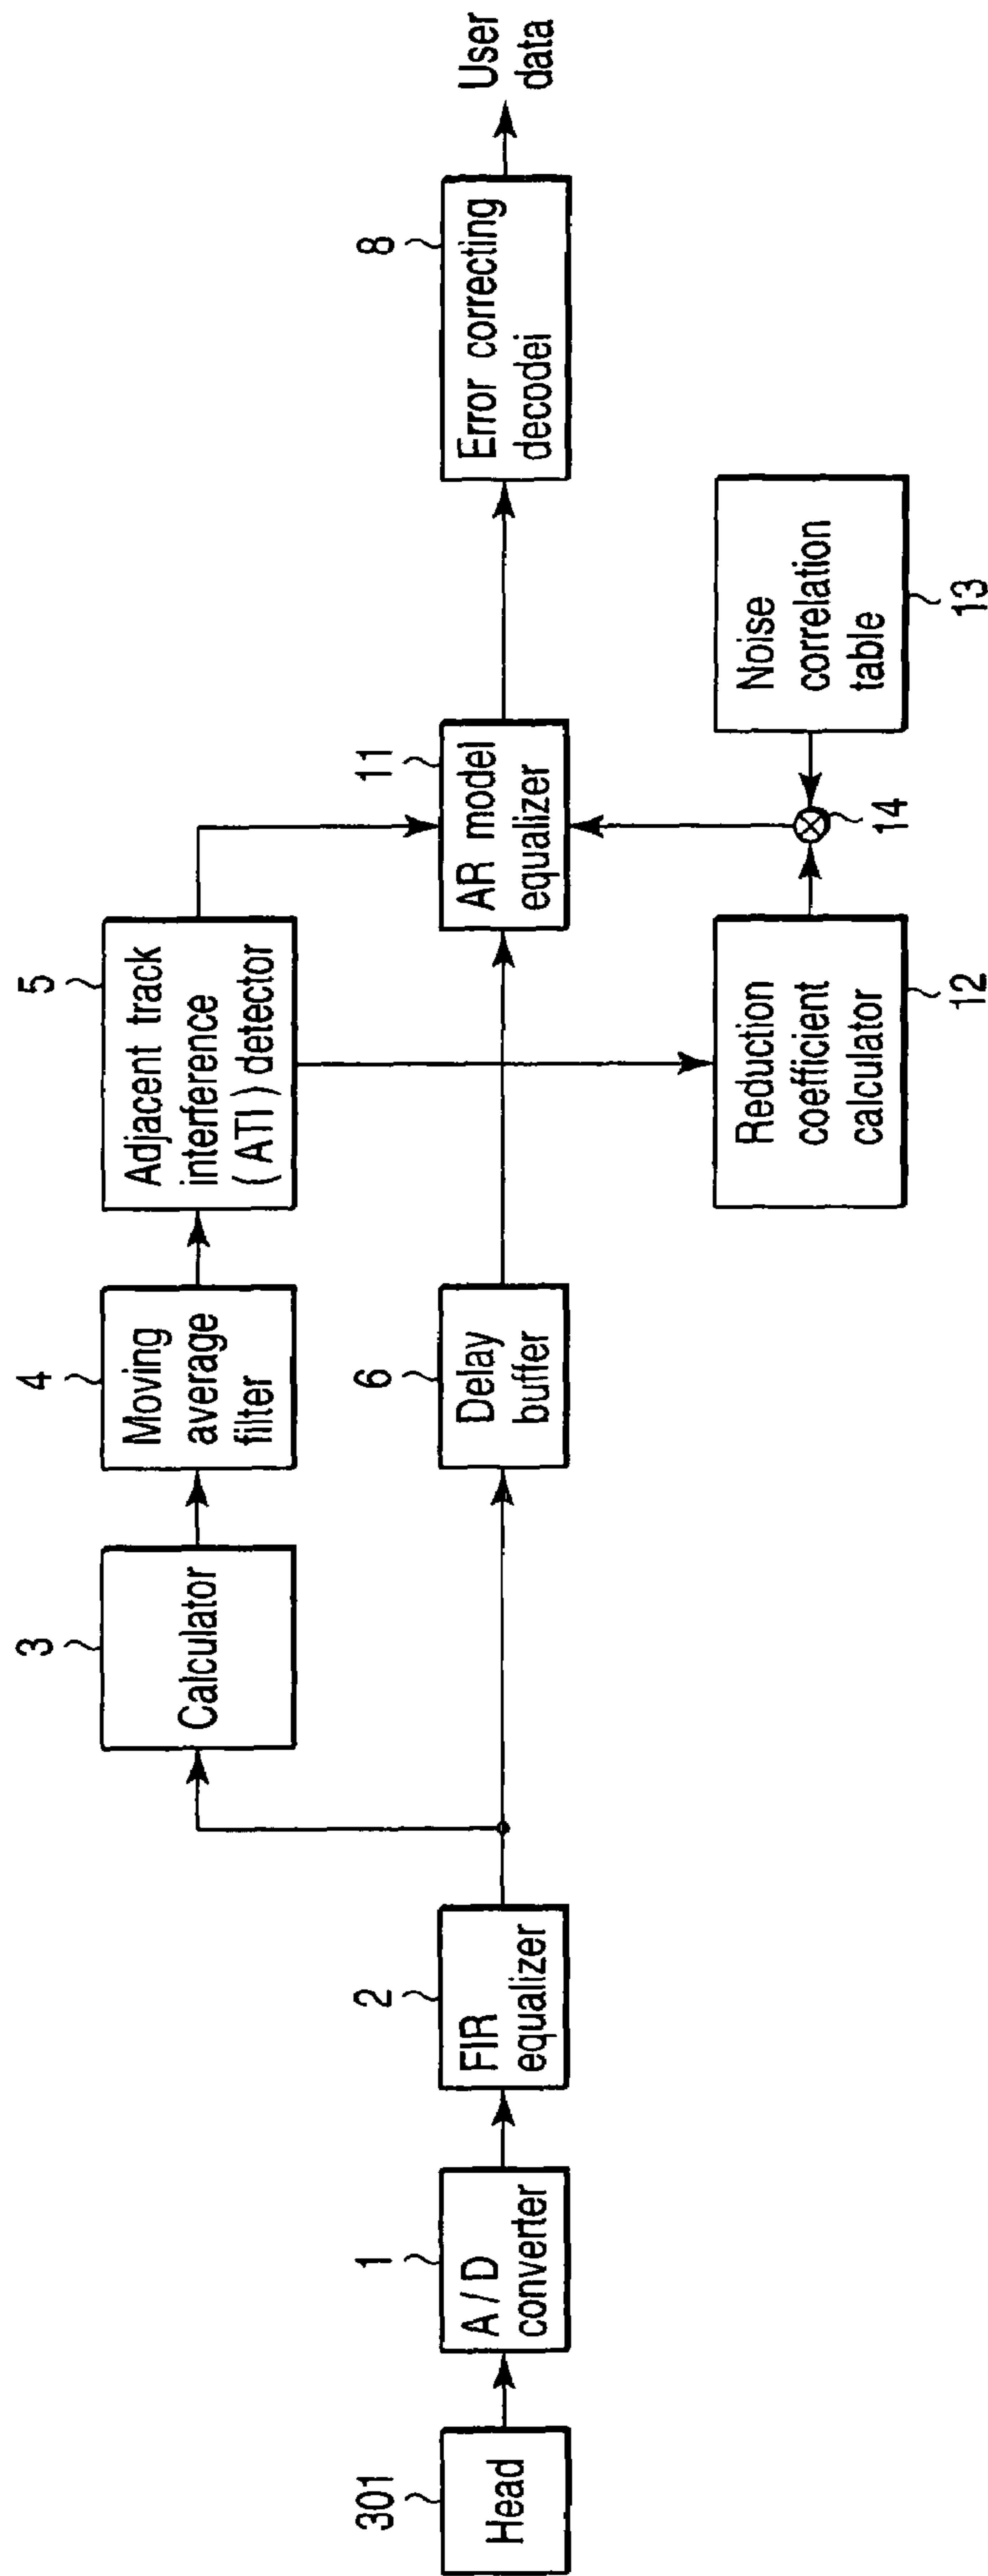 301
Head
1
A / D
converter
2
FIR
equalizer
3
Calculator
4
Moving
average
filter
5
Adjacent track
interference
( ATI ) detector
6
Delay
buffer
11
AR model
equalizer
12
Reduction
coefficient
calculator
14
13
Noise
correlation
table
8
Error correcting
decodei
User
data